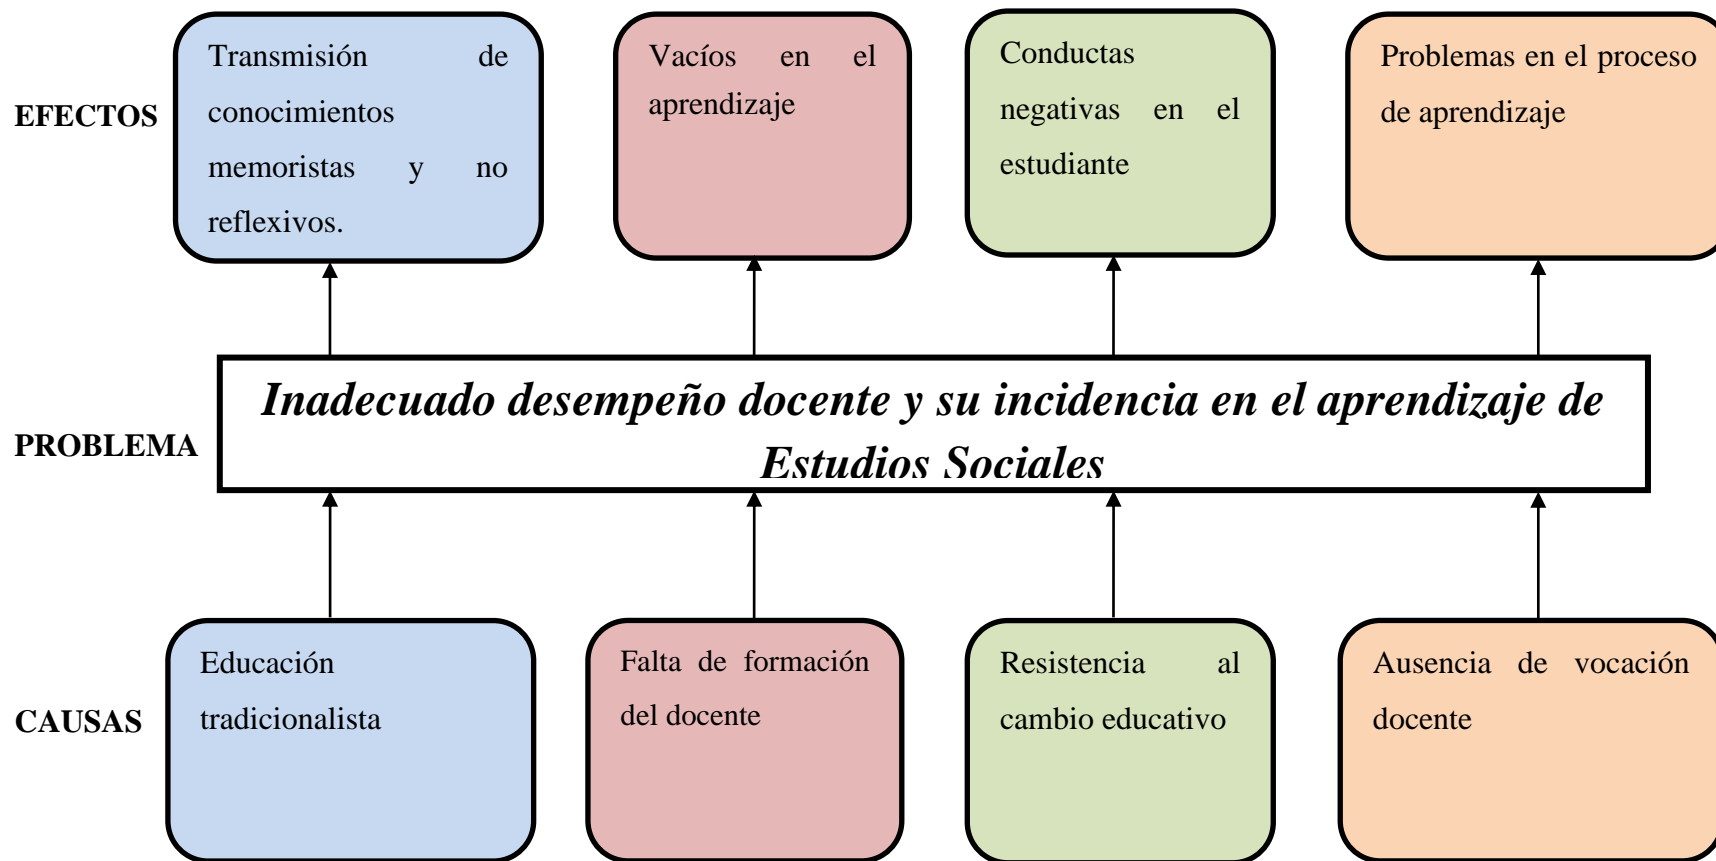 EFECTOS
Transmisión de
conocimientos
memoristas y no
reflexivos.
Vacíos en el
aprendizaje
Conductas
negativas en el
estudiante
Problemas en el proceso
de aprendizaje
PROBLEMA
Inadecuado desempeño docente y su incidencia en el aprendizaje de
Estudios Sociales
CAUSAS
Educación
tradicionalista
Falta de formación
del docente
Resistencia al
cambio educativo
Ausencia de vocación
docente